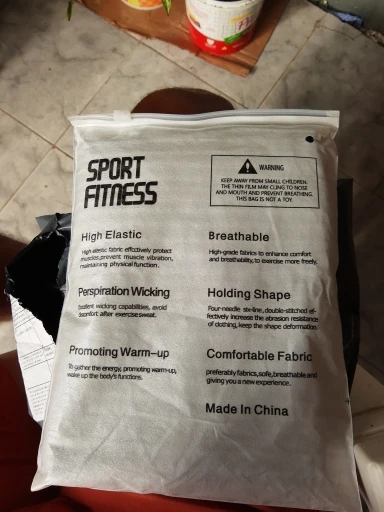 SPORT
FITNESS
WARNING
KEEP AWAY FROM SMALL CHILDREN.
THE THIN FILM MAY CLING TO NOSE
AND MOUTH AND PREVENT BREATHING.
THIS BAG IS NOT A TOY.
High Elastic
High elastic fabric effectively protect
muscles,prevent muscle vibration,
maintaining physical function.
Breathable
High-grade fabrics to enhance comfort
and breathability,to exercise more freely.
Perspiration Wicking
Excellent wicking capabilities, avoid
disonfort after exercise sweat.
Holding Shape
Four-needle six-line,double-stitched ef-
fectively increase the abrasion resistance
of clothing, keep the shape deformation.
Promoting Warm-up
To gather the energy, promoting warm-up,
wake up the body's functions.
Comfortable Fabric
preferably fabrics,safe,breathable and
giving you a new experience.
Made In China